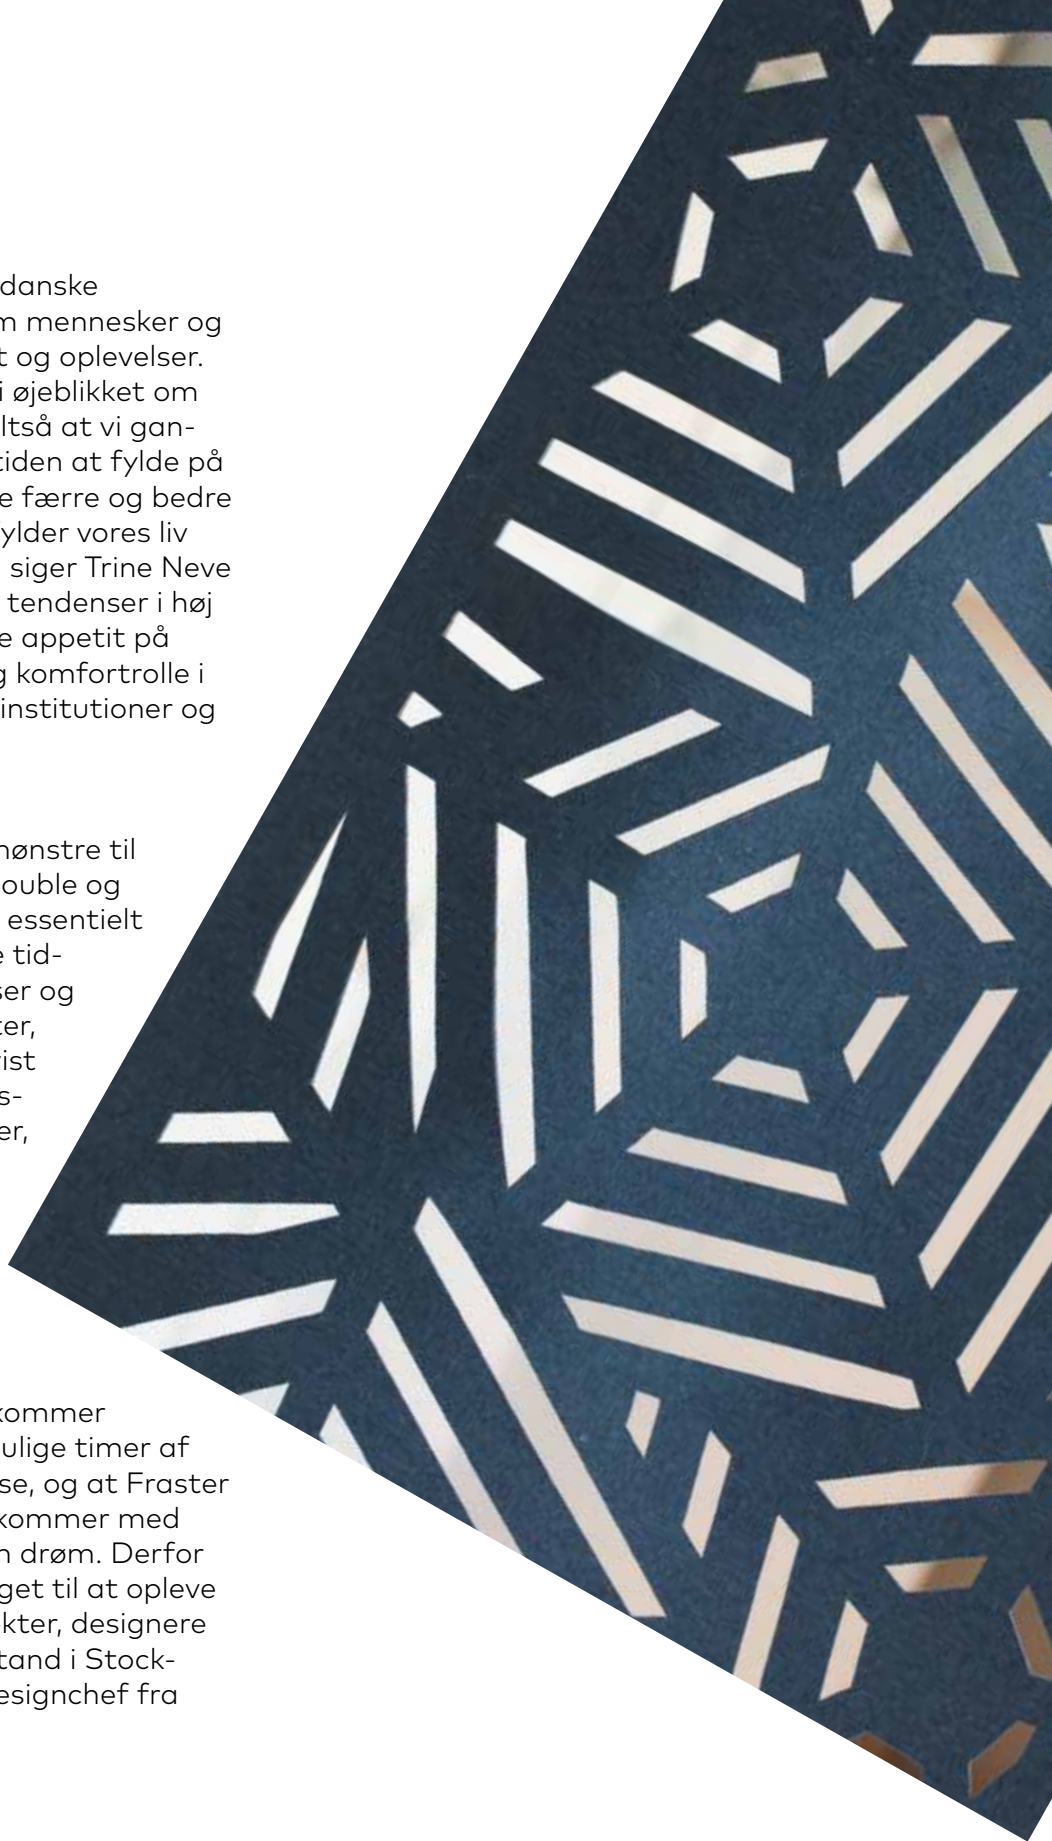 danske
m mennesker og
t og oplevelser.
i øjeblikket om
ltså at vi gan-
tiden at fylde på
e færre og bedre
ylder vores liv
siger Trine Neve
tendenser i høj
e appetit på
g komfortrolle i
institutioner og
mønstre til
ouble og
essentielt
e tid-
ser og
ter,
ist
s-
er,
kommer
ulige timer af
se, og at Fraster
kommer med
n drøm. Derfor
get til at opleve
kter, designere
tand i Stock-
esignchef fra